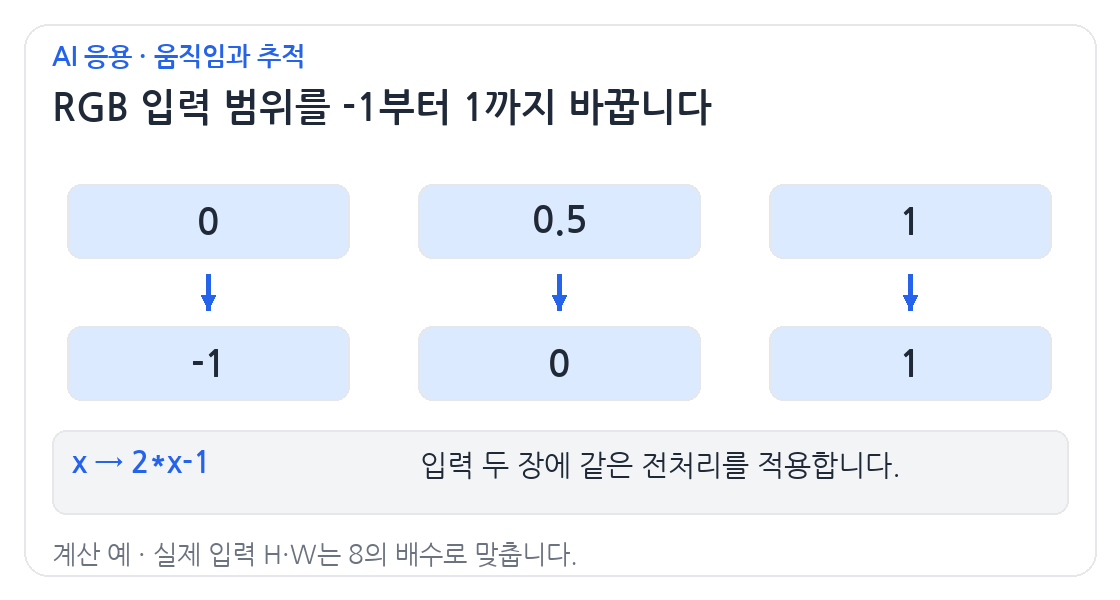 AI 응용 · 움직임과 추적
RGB 입력 범위를 -1부터 1까지 바꿉니다
0 0.5 1
-1 0 1
x → 2*x-1 입력 두 장에 같은 전처리를 적용합니다.
계산 예 · 실제 입력 H·W는 8의 배수로 맞춥니다.